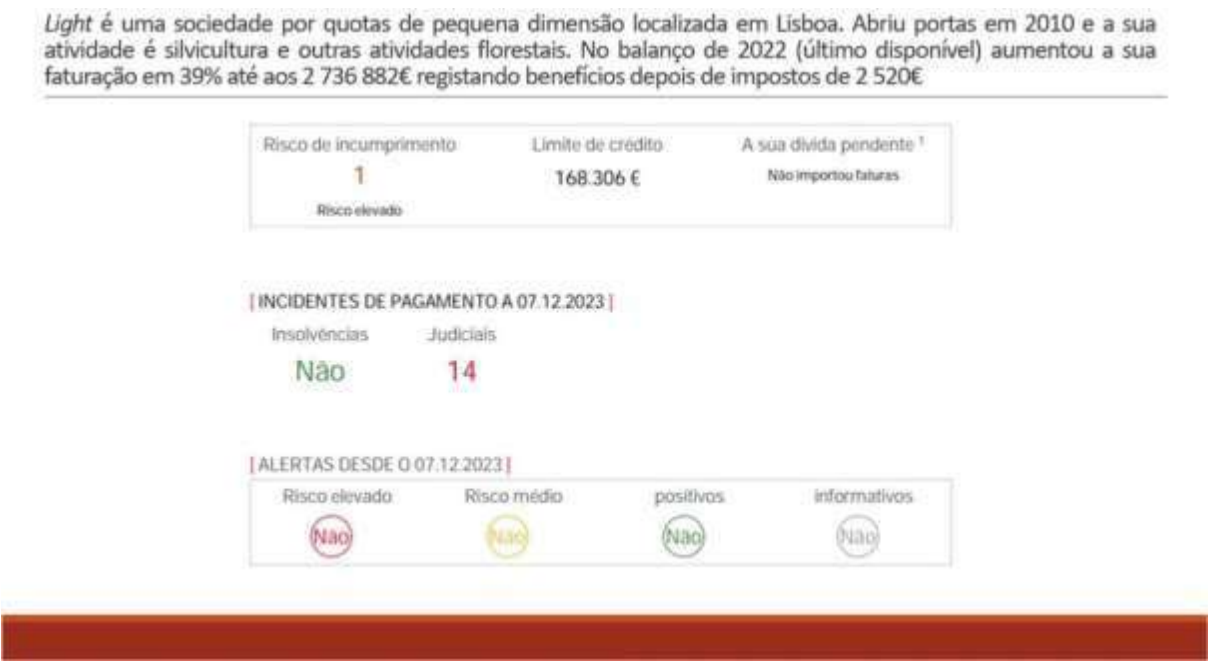 Light é uma sociedade por quotas de pequena dimensão localizada em Lisboa. Abriu portas em 2010 e a sua
atividade é silvicultura e outras atividades florestais. No balanço de 2022 (último disponível) aumentou a sua
faturação em 39% até aos 2 736 882€ registando benefícios depois de impostos de 2 520€
Risco de incumprimento Limite de crédito A sua dívida pendente ¹
1 168.306 € Não importou faturas
Risco elevado
[ INCIDENTES DE PAGAMENTO A 07.12.2023 ]
Insolvências Judiciais
Não 14
[ ALERTAS DESDE O 07.12.2023 ]
Risco elevado Risco médio positivos informativos
Não Não Não Não